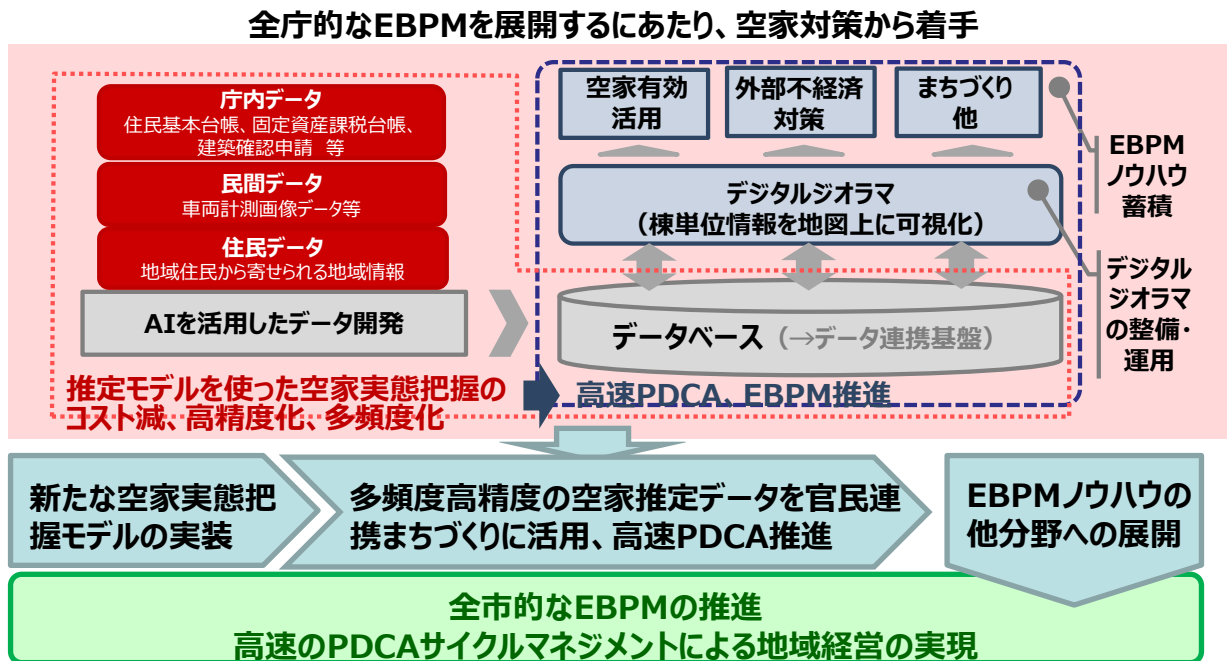 全庁的なEBPMを展開するにあたり、空家対策から着手
庁内データ
住民基本台帳、固定資産課税台帳、
建築確認申請 等
民間データ
車両計測画像データ等
住民データ
地域住民から寄せられる地域情報
AIを活用したデータ開発
推定モデルを使った空家実態把握の
コスト減、高精度化、多頻度化
空家有効
活用
外部不経済
対策
まちづくり
他
デジタルジオラマ
（棟単位情報を地図上に可視化）
データベース（→データ連携基盤）
高速PDCA、EBPM推進
EBPM
ノウハウ
蓄積
デジタル
ジオラマ
の整備・
運用
新たな空家実態把
握モデルの実装
多頻度高精度の空家推定データを官民連
携まちづくりに活用、高速PDCA推進
EBPMノウハウの
他分野への展開
全市的なEBPMの推進
高速のPDCAサイクルマネジメントによる地域経営の実現